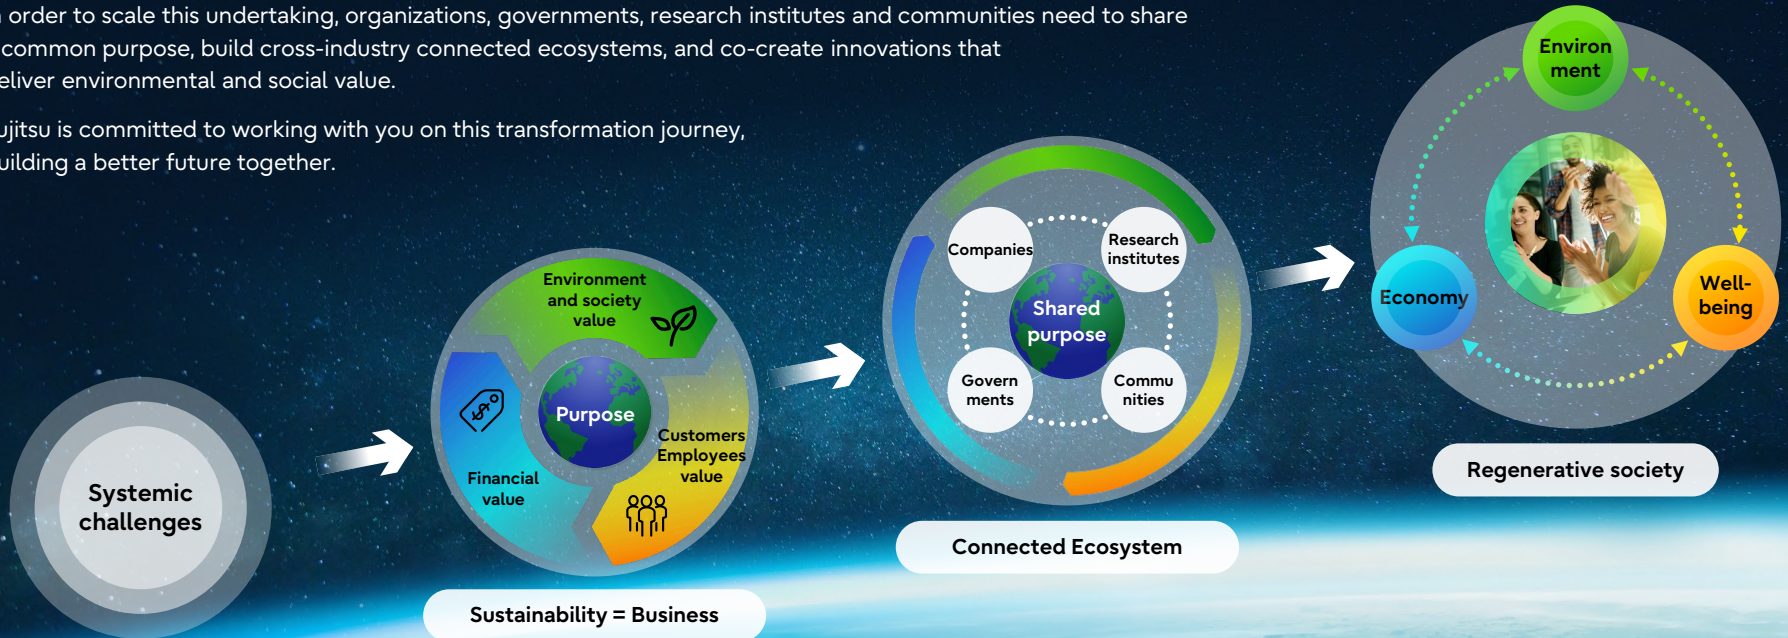 n order to scale this undertaking, organizations, governments, research institutes and communities need to share
common purpose, build cross-industry connected ecosystems, and co-create innovations that
eliver environmental and social value.
ujitsu is committed to working with you on this transformation journey,
uilding a better future together.
Systemic
challenges
Environment
and society
value
Purpose
Customers
Employees
value
Financial
value
Sustainability = Business
Companies
Research
institutes
Shared
purpose
Govern
ments
Commu
nities
Connected Ecosystem
Environ
ment
Economy
Well-
being
Regenerative society